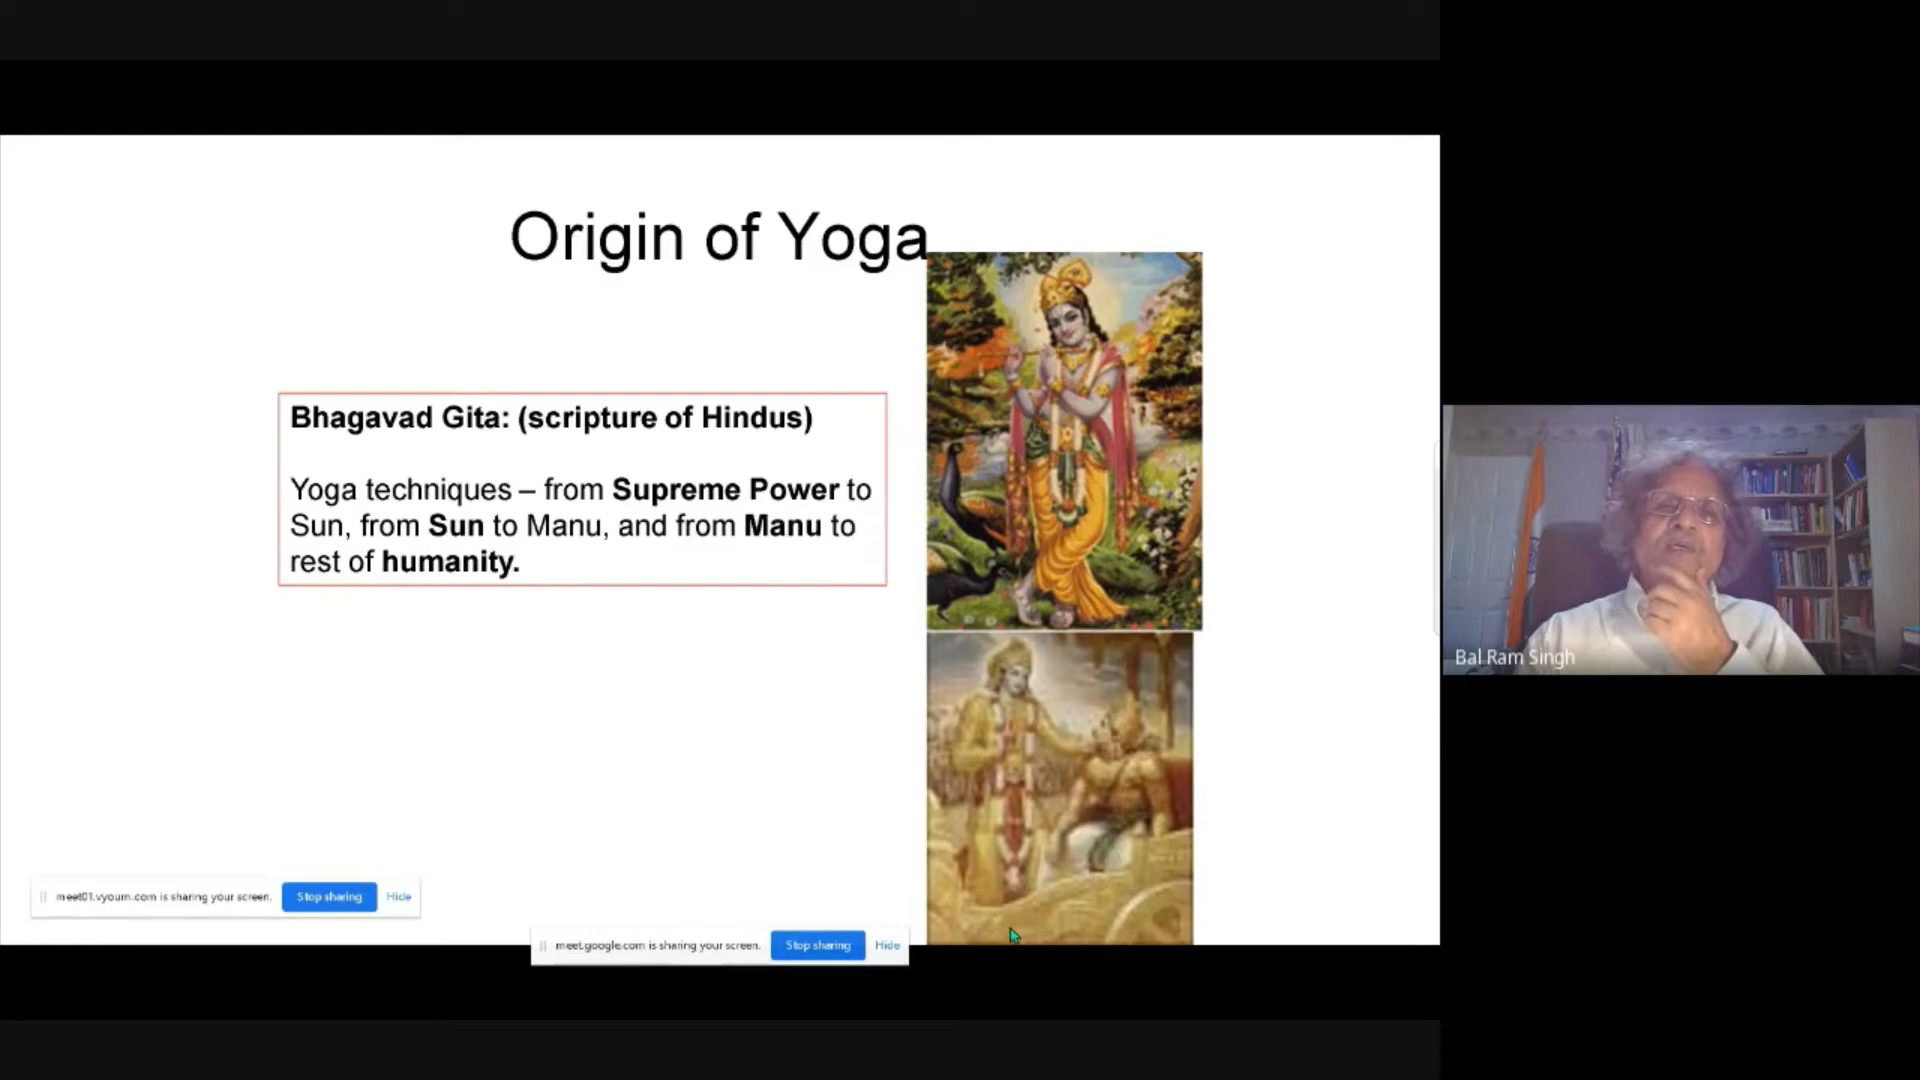 Origin of Yoga
Bhagavad Gita: (scripture of Hindus)
Yoga techniques – from Supreme Power to
Sun, from Sun to Manu, and from Manu to
rest of humanity.
Bal Ram Singh
meet01.vyoum.com is sharing your screen. Stop sharing Hide
meet.google.com is sharing your screen. Stop sharing Hide